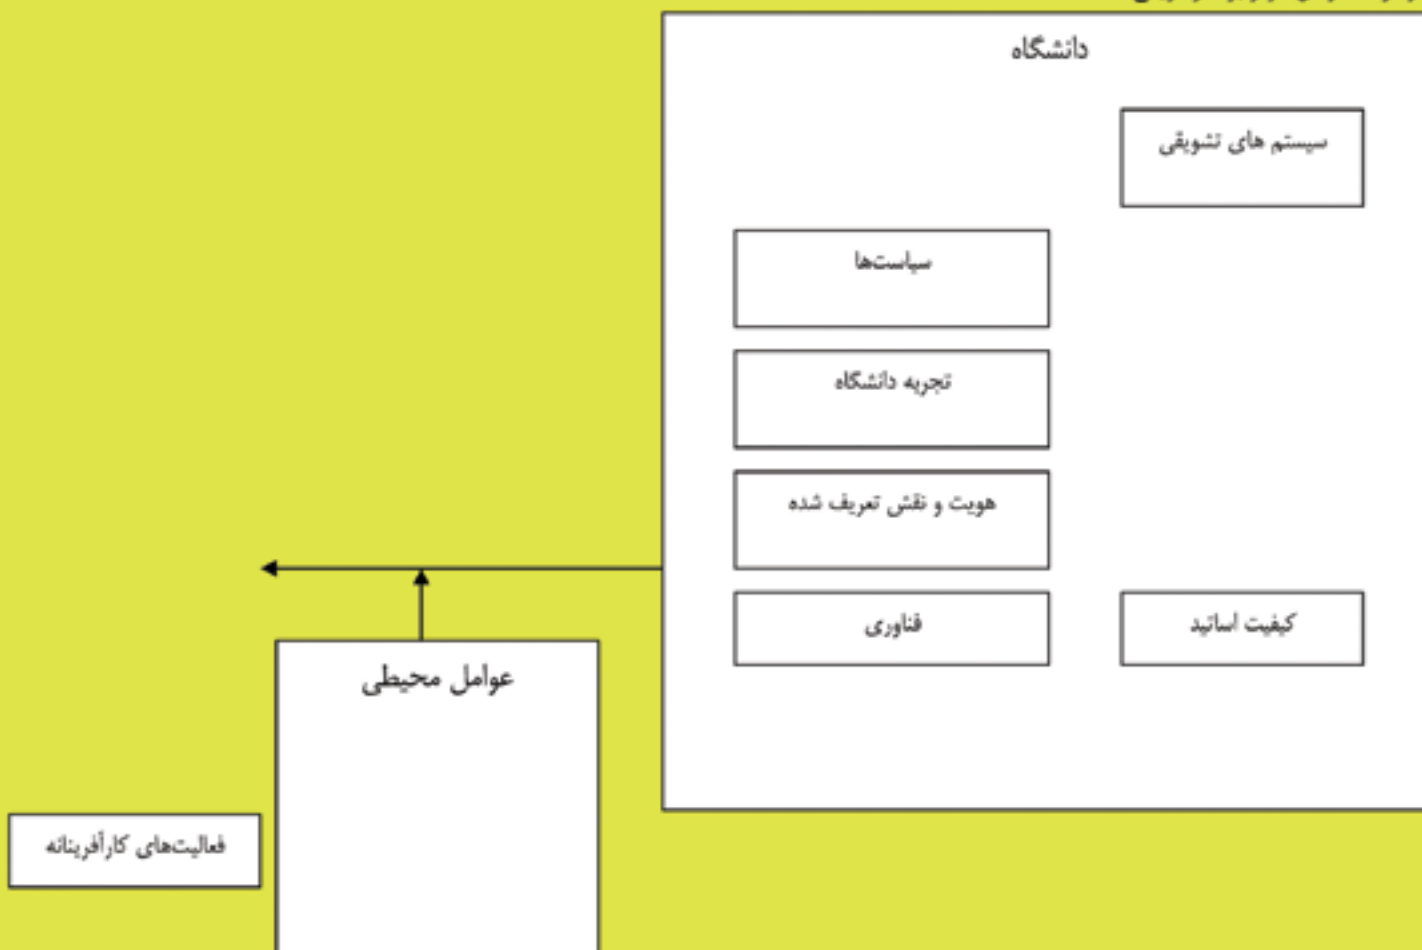 دانشگاه
سیستم های تشویقی
سیاست‌ها
تجربه دانشگاه
هویت و نقش تعریف شده
کیفیت اساتید
فناوری
عوامل محیطی
فعالیت‌های کارآفرینانه